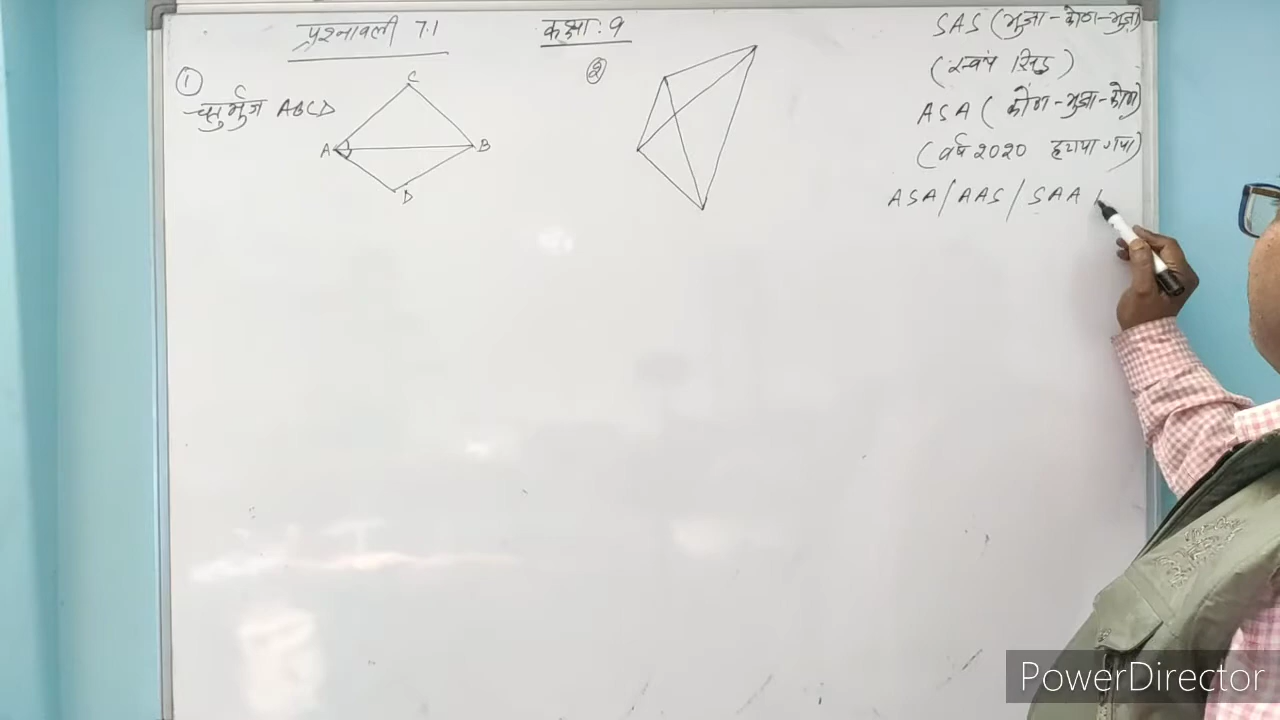 प्रश्नावली 7.1
कक्षा : 9
①
चतुर्भुज ABCD
C
A
B
D
②
SAS (भुजा-कोण-भुजा)
(स्वयं सिद्ध)
ASA (कोण-भुजा-कोण)
(वर्ष 2020 हटाया गया)
ASA/AAS/SAA
PowerDirector